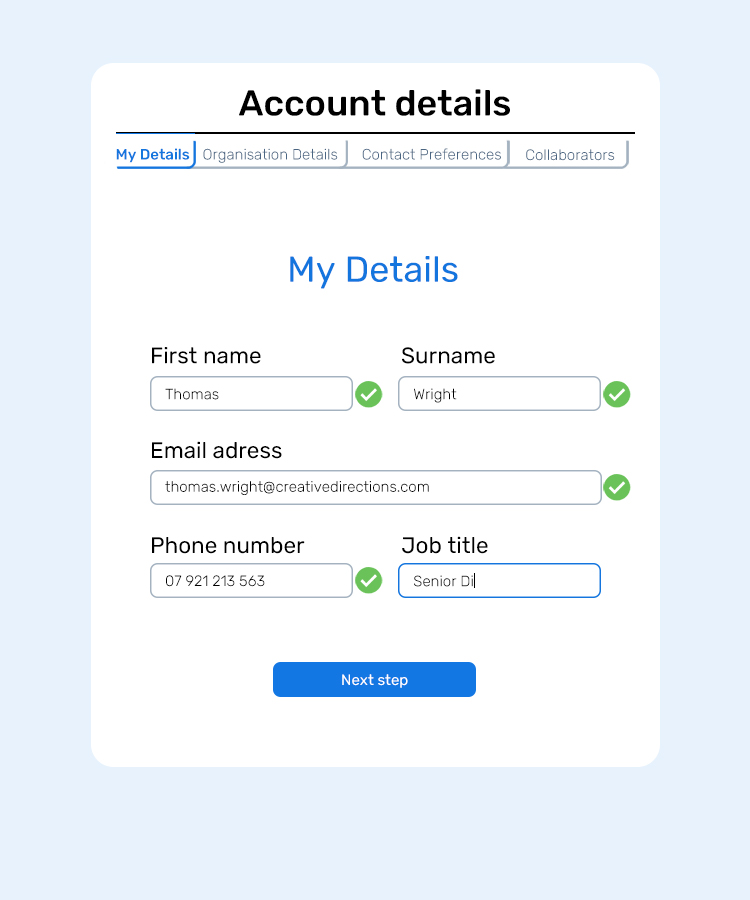 Account details
My Details Organisation Details Contact Preferences Collaborators
My Details
First name Surname
Thomas Wright
Email adress
thomas.wright@creativedirections.com
Phone number Job title
07 921 213 563 Senior Di
Next step